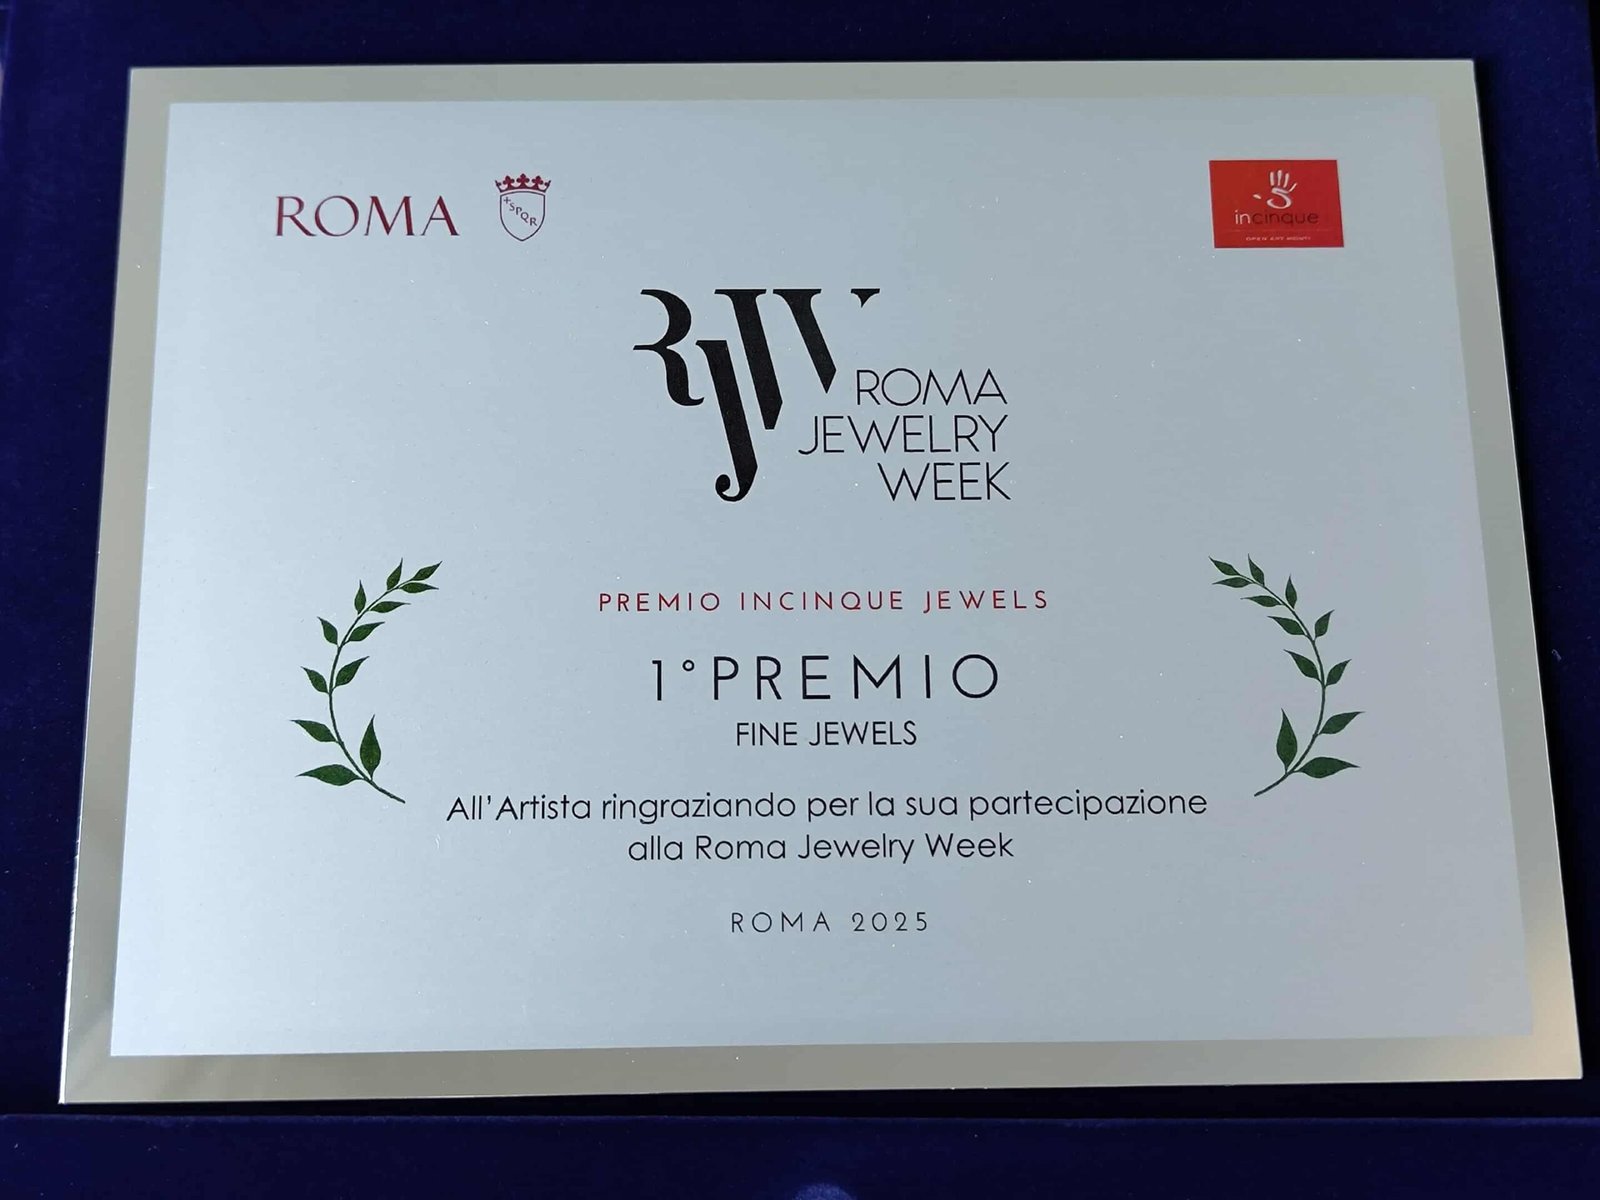 ROMA
SPQR
incinque
OPEN ART MONTI
RJW
ROMA
JEWELRY
WEEK
PREMIO INCINQUE JEWELS
1° PREMIO
FINE JEWELS
All'Artista ringraziando per la sua partecipazione
alla Roma Jewelry Week
ROMA 2025